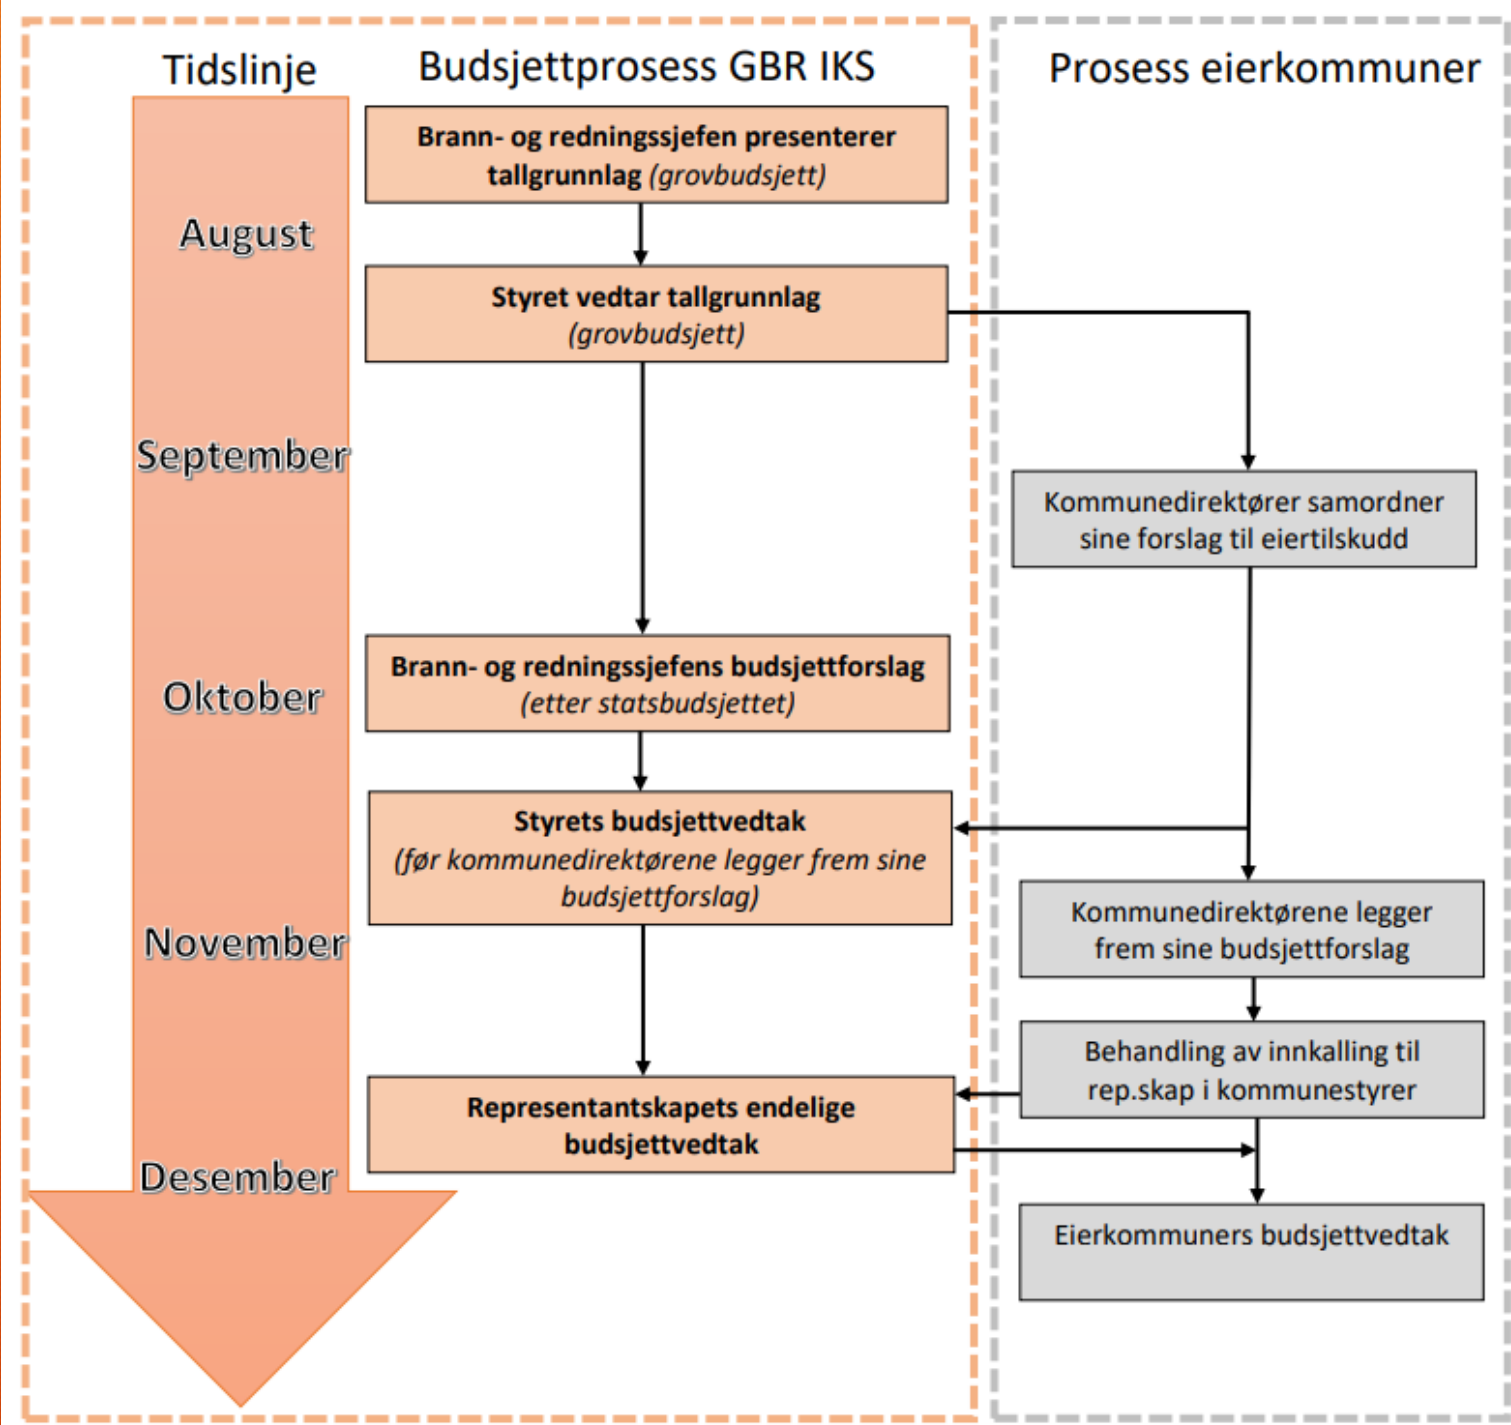 Tidslinje
Budsjettprosess GBR IKS
Prosess eierkommuner
Brann- og redningssjefen presenterer
tallgrunnlag (grovbudsjett)
August
Styret vedtar tallgrunnlag
(grovbudsjett)
September
Kommunedirektører samordner
sine forslag til eiertilskudd
Oktober
Brann- og redningssjefens budsjettforslag
(etter statsbudsjettet)
Styrets budsjettvedtak
(før kommunedirektørene legger frem sine
budsjettforslag)
November
Kommunedirektørene legger
frem sine budsjettforslag
Behandling av innkalling til
rep.skap i kommunestyrer
Representantskapets endelige
budsjettvedtak
Desember
Eierkommuners budsjettvedtak